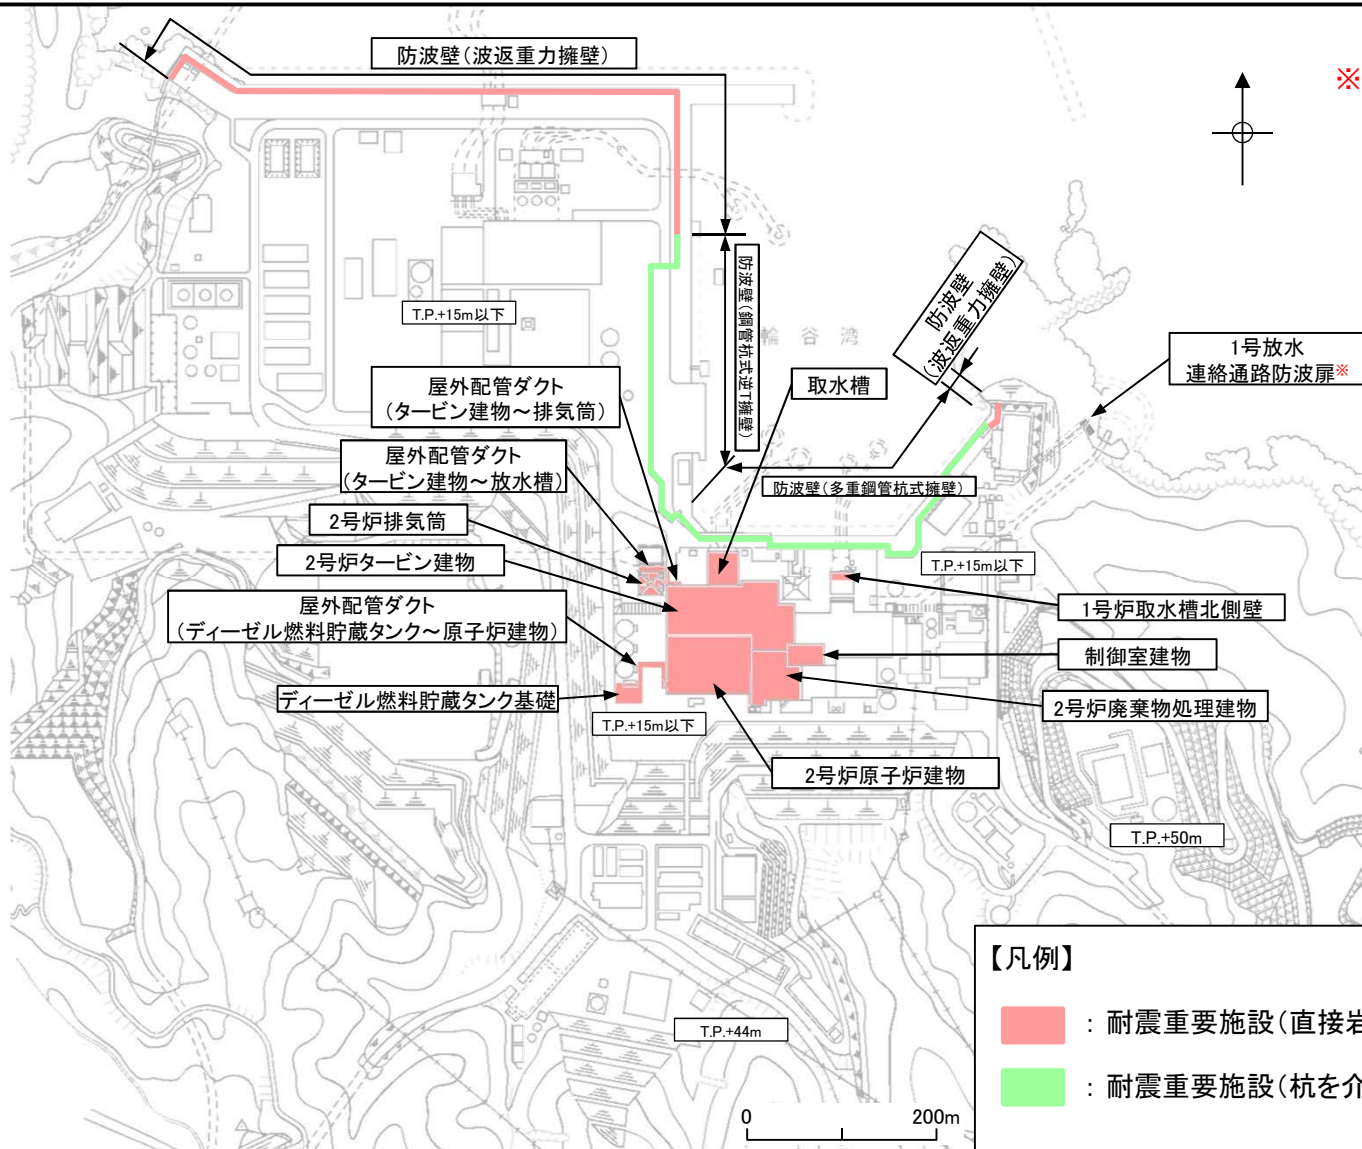 防波壁(波返重力擁壁)
※
T.P.+15m以下
防波壁(鋼管杭式逆T擁壁)
輪谷湾
防波壁
(波返重力擁壁)
1号放水
連絡通路防波扉※
屋外配管ダクト
(タービン建物～排気筒)
取水槽
屋外配管ダクト
(タービン建物～放水槽)
防波壁(多重鋼管杭式擁壁)
2号炉排気筒
2号炉タービン建物
T.P.+15m以下
屋外配管ダクト
(ディーゼル燃料貯蔵タンク～原子炉建物)
1号炉取水槽北側壁
制御室建物
ディーゼル燃料貯蔵タンク基礎
2号炉廃棄物処理建物
T.P.+15m以下
2号炉原子炉建物
T.P.+50m
T.P.+44m
【凡例】
：耐震重要施設(直接岩
：耐震重要施設(杭を介
0 200m